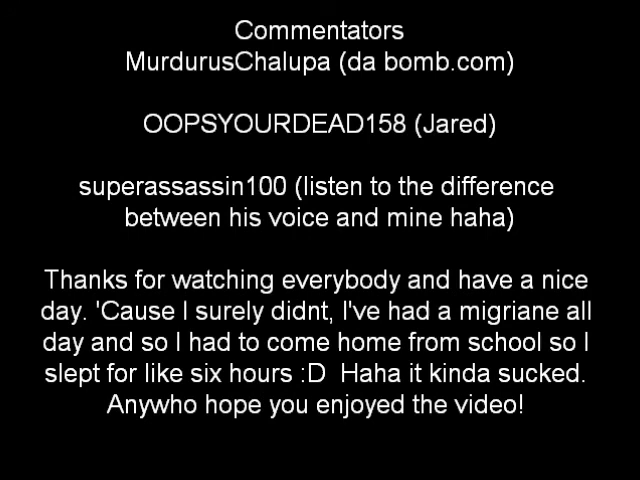 Commentators
MurdurusChalupa (da bomb.com)
OOPSYOURDEAD158 (Jared)
superassassin100 (listen to the difference
between his voice and mine haha)
Thanks for watching everybody and have a nice
day. 'Cause I surely didnt, I've had a migriane all
day and so I had to come home from school so I
slept for like six hours :D  Haha it kinda sucked.
Anywho hope you enjoyed the video!